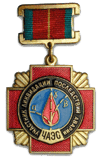 УЧАСТНИК ЛИКВИДАЦИИ ПОСЛЕДСТВИЙ АВАРИИ
ЧАЭС